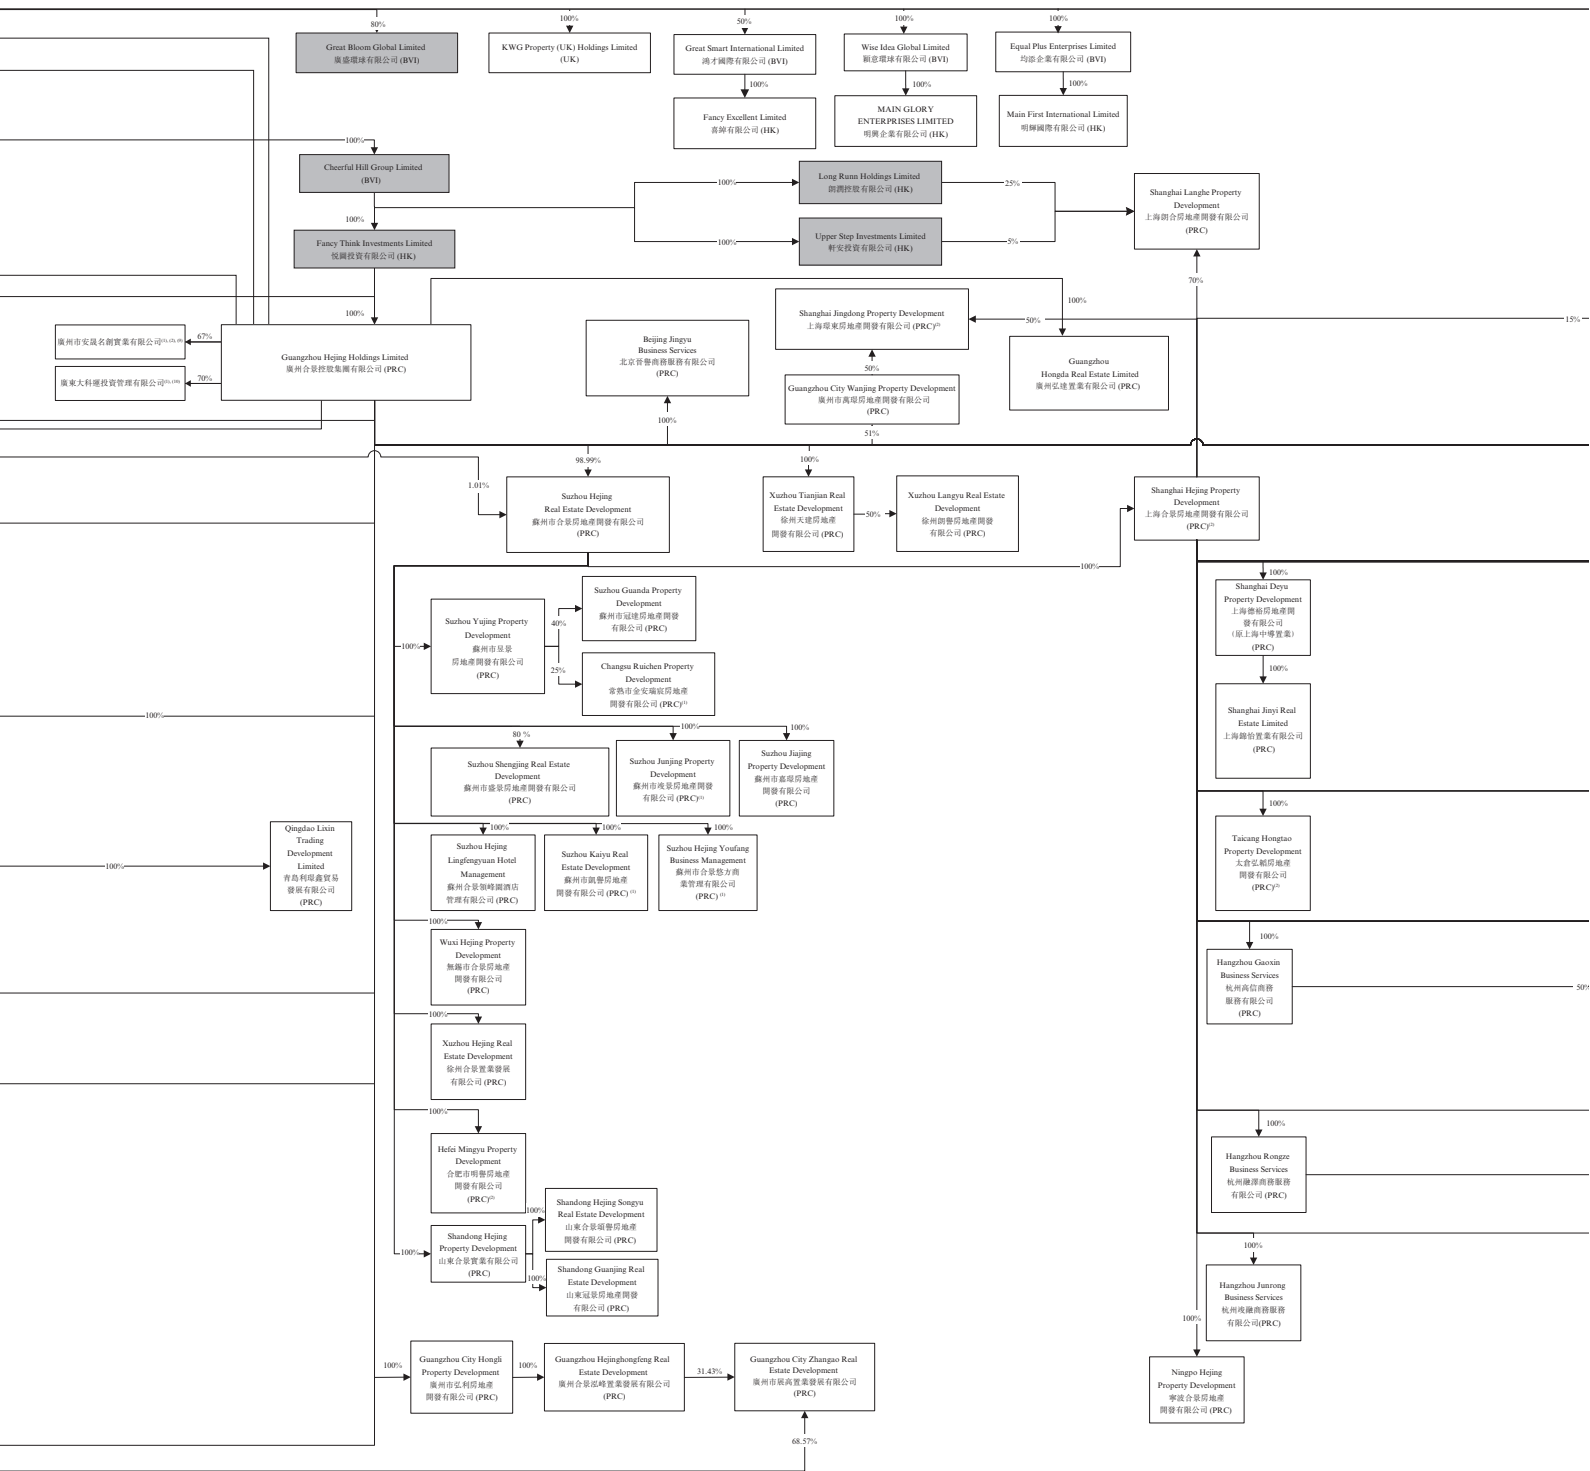 80%
100%
50%
100%
100%
Great Bloom Global Limited
廣盛環球有限公司 (BVI)
KWG Property (UK) Holdings Limited
(UK)
Great Smart International Limited
鴻才國際有限公司 (BVI)
Wise Idea Global Limited
穎意環球有限公司 (BVI)
Equal Plus Enterprises Limited
均添企業有限公司 (BVI)
100%
100%
100%
Fancy Excellent Limited
喜綽有限公司 (HK)
MAIN GLORY
ENTERPRISES LIMITED
明興企業有限公司 (HK)
Main First International Limited
明輝國際有限公司 (HK)
100%
Cheerful Hill Group Limited
(BVI)
100%
Long Runn Holdings Limited
朗潤控股有限公司 (HK)
25%
Shanghai Langhe Property
Development
上海朗合房地產開發有限公司
(PRC)
100%
Fancy Think Investments Limited
悅圖投資有限公司 (HK)
100%
Upper Step Investments Limited
軒安投資有限公司 (HK)
5%
70%
100%
100%
Shanghai Jingdong Property Development
上海環東房地產開發有限公司 (PRC)(2)
50%
15%
廣州市安晟名創實業有限公司(1), (2), (9)
67%
Guangzhou Hejing Holdings Limited
廣州合景控股集團有限公司 (PRC)
廣東大科匯投資管理有限公司(1), (10)
70%
Beijing Jingyu
Business Services
北京晉譽商務服務有限公司
(PRC)
50%
Guangzhou
Hongda Real Estate Limited
廣州弘達置業有限公司 (PRC)
Guangzhou City Wanjing Property Development
廣州市萬璟房地產開發有限公司
(PRC)
100%
51%
98.99%
100%
1.01%
Suzhou Hejing
Real Estate Development
蘇州市合景房地產開發有限公司
(PRC)
Xuzhou Tianjian Real
Estate Development
徐州天建房地產
開發有限公司 (PRC)
50%
Xuzhou Langyu Real Estate
Development
徐州朗譽房地產開發
有限公司 (PRC)
Shanghai Hejing Property
Development
上海合景房地產開發有限公司
(PRC)(2)
100%
100%
Suzhou Guanda Property
Development
蘇州市冠達房地產開發
有限公司 (PRC)
Shanghai Deyu
Property Development
上海德裕房地產開
發有限公司
(原上海中導置業)
(PRC)
Suzhou Yujing Property
Development
蘇州市昱景
房地產開發有限公司
(PRC)
100%
40%
25%
Changsu Ruichen Property
Development
常熟市金安瑞宸房地產
開發有限公司 (PRC)(1)
100%
Shanghai Jinyi Real
Estate Limited
上海錦怡置業有限公司
(PRC)
100%
80 %
100%
100%
Suzhou Shengjing Real Estate
Development
蘇州市盛景房地產開發有限公司
(PRC)
Suzhou Junjing Property
Development
蘇州市竣景房地產開發
有限公司 (PRC)(1)
Suzhou Jiajing
Property Development
蘇州市嘉璟房地產
開發有限公司
(PRC)
100%
Qingdao Lixin
Trading
Development
Limited
青島利環鑫貿易
發展有限公司
(PRC)
100%
100%
100%
100%
Suzhou Hejing
Lingfengyuan Hotel
Management
蘇州合景領峰園酒店
管理有限公司 (PRC)
Suzhou Kaiyu Real
Estate Development
蘇州市凱譽房地產
開發有限公司 (PRC) (1)
Suzhou Hejing Youfang
Business Management
蘇州市合景悠方商
業管理有限公司
(PRC) (1)
Taicang Hongtao
Property Development
太倉弘韜房地產
開發有限公司
(PRC)(2)
100%
Wuxi Hejing Property
Development
無錫市合景房地產
開發有限公司
(PRC)
100%
Hangzhou Gaoxin
Business Services
杭州高信商務
服務有限公司
(PRC)
50%
100%
Xuzhou Hejing Real
Estate Development
徐州合景置業發展
有限公司 (PRC)
100%
Hefei Mingyu Property
Development
合肥市明譽房地產
開發有限公司
(PRC)(2)
100%
Hangzhou Rongze
Business Services
杭州融澤商務服務
有限公司 (PRC)
100%
Shandong Hejing Songyu
Real Estate Development
山東合景頌譽房地產
開發有限公司 (PRC)
100%
Shandong Hejing
Property Development
山東合景實業有限公司
(PRC)
100%
Shandong Guanjing Real
Estate Development
山東冠景房地產開發
有限公司 (PRC)
100%
Hangzhou Junrong
Business Services
杭州竣融商務服務
有限公司(PRC)
100%
Ningpo Hejing
Property Development
寧波合景房地產
開發有限公司 (PRC)
100%
Guangzhou City Hongli
Property Development
廣州市弘利房地產
開發有限公司 (PRC)
100%
Guangzhou Hejinghongfeng Real
Estate Development
廣州合景泓峰置業發展有限公司
(PRC)
31.43%
Guangzhou City Zhangao Real
Estate Development
廣州市展高置業發展有限公司
(PRC)
68.57%